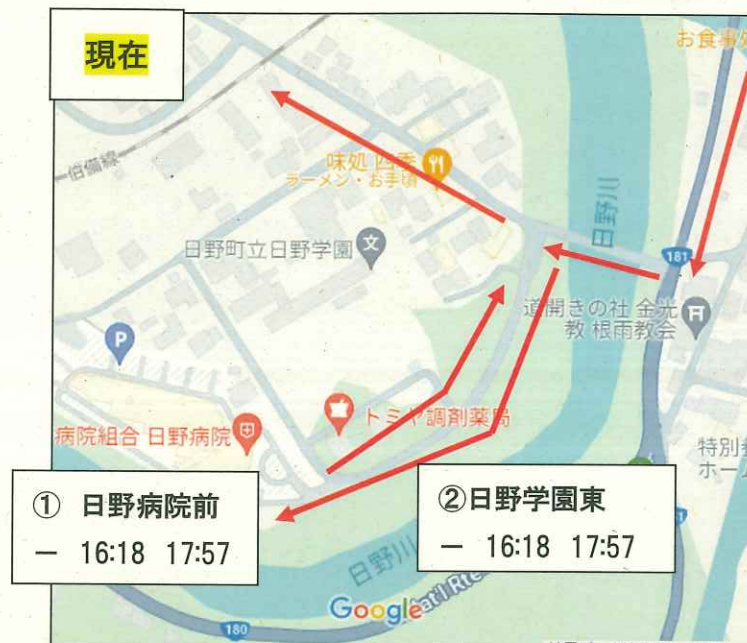 現在
お食事処
伯備線
味処 四季
ラーメン・お手頃
日野川
日野町立日野学園
181
道開きの社 金光
教 根雨教会
P
トミヤ調剤薬局
病院組合 日野病院
特別
ホーム
① 日野病院前
― 16:18 17:57
②日野学園東
― 16:18 17:57
日野川
Google
180